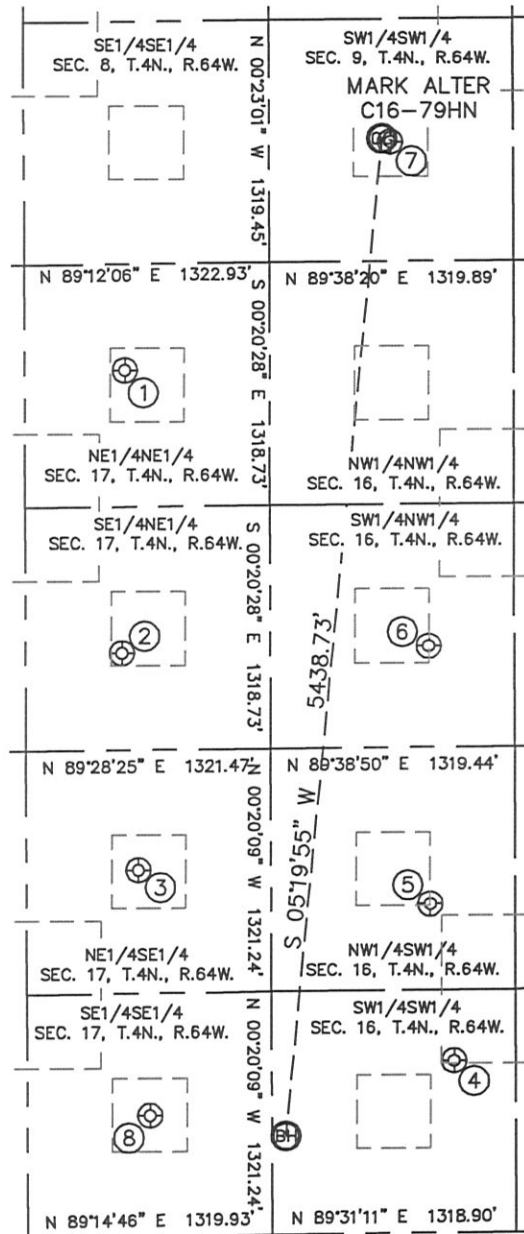 SE1/4SE1/4
SEC. 8, T.4N., R.64W.
N 00°23'01" W 1319.45'
SW1/4SW1/4
SEC. 9, T.4N., R.64W.
MARK ALTER
C16-79HN
7
N 89°12'06" E 1322.93'
N 89°38'20" E 1319.89'
S 00°20'28" E 1318.73'
1
NE1/4NE1/4
SEC. 17, T.4N., R.64W.
NW1/4NW1/4
SEC. 16, T.4N., R.64W.
SE1/4NE1/4
SEC. 17, T.4N., R.64W.
SW1/4NW1/4
SEC. 16, T.4N., R.64W.
S 00°20'28" E 1318.73'
2
6
S 05°19'55" W 5438.73'
N 89°28'25" E 1321.47'
N 89°38'50" E 1319.44'
N 00°20'09" W 1321.24'
3
5
NE1/4SE1/4
SEC. 17, T.4N., R.64W.
NW1/4SW1/4
SEC. 16, T.4N., R.64W.
SE1/4SE1/4
SEC. 17, T.4N., R.64W.
SW1/4SW1/4
SEC. 16, T.4N., R.64W.
N 00°20'09" W 1321.24'
4
8
BH
N 89°14'46" E 1319.93'
N 89°31'11" E 1318.90'